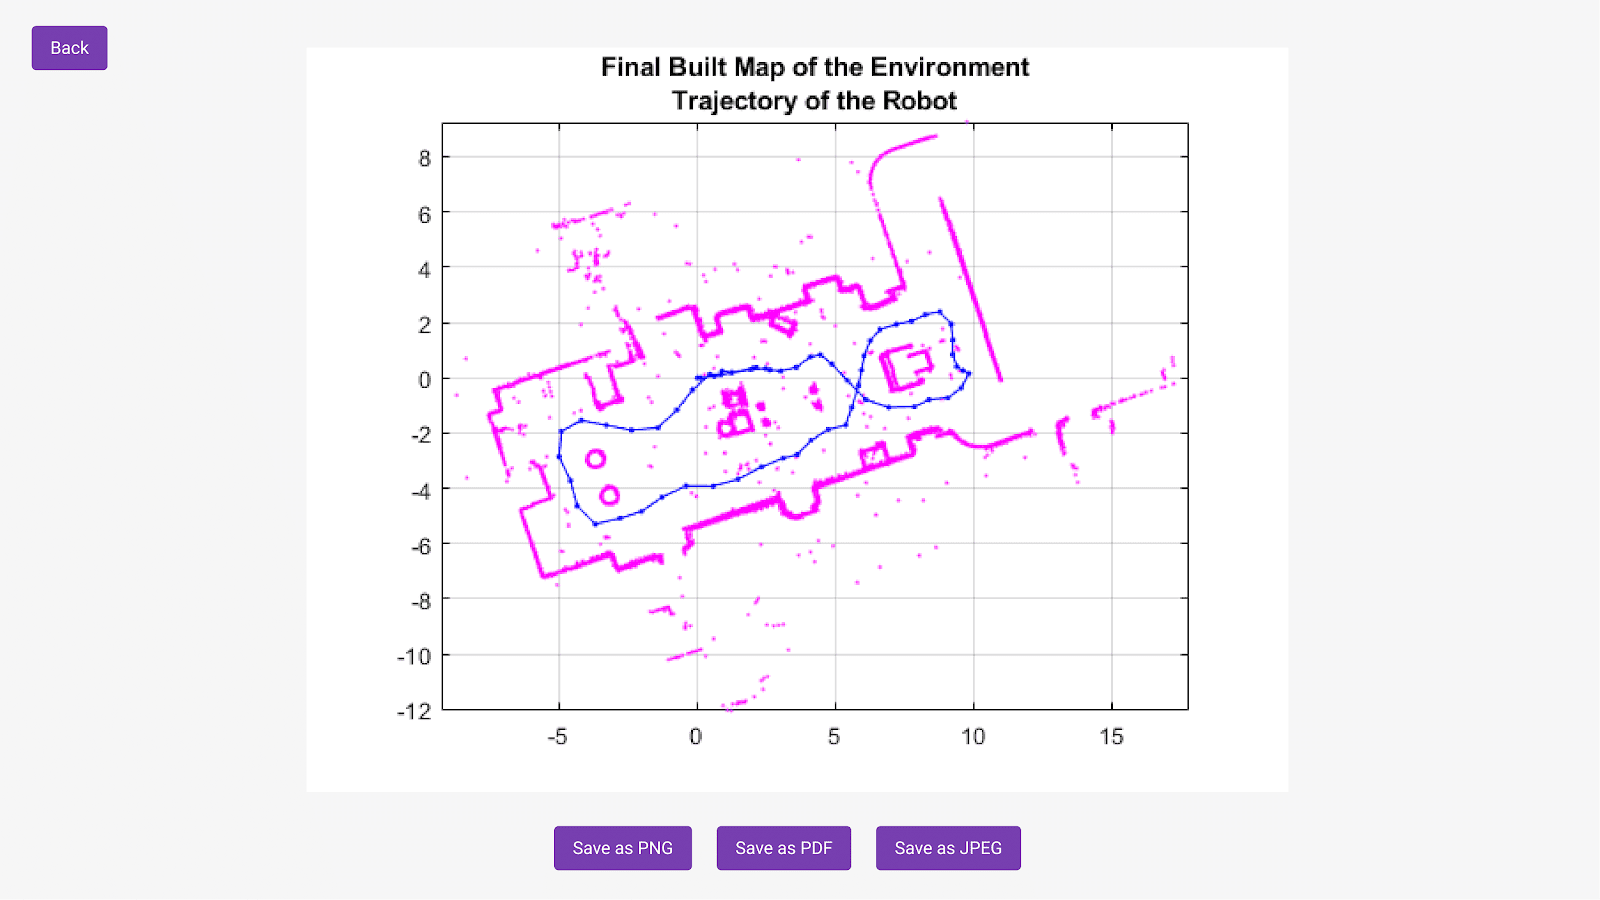 Back
Final Built Map of the Environment
Trajectory of the Robot
8
6
4
2
0
-2
-4
-6
-8
-10
-12
-5 0 5 10 15
Save as PNG Save as PDF Save as JPEG